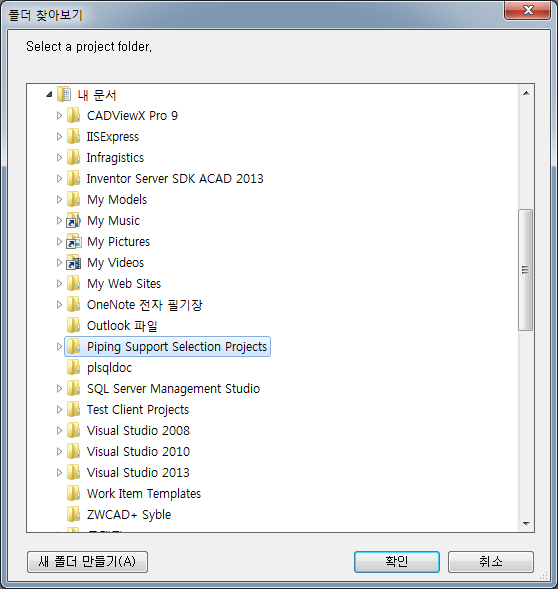 폴더 찾아보기
Select a project folder.
내 문서
CADViewX Pro 9
IISExpress
Infragistics
Inventor Server SDK ACAD 2013
My Models
My Music
My Pictures
My Videos
My Web Sites
OneNote 전자 필기장
Outlook 파일
Piping Support Selection Projects
plsqldoc
SQL Server Management Studio
Test Client Projects
Visual Studio 2008
Visual Studio 2010
Visual Studio 2013
Work Item Templates
ZWCAD+ Syble
새 폴더 만들기(A)
확인
취소